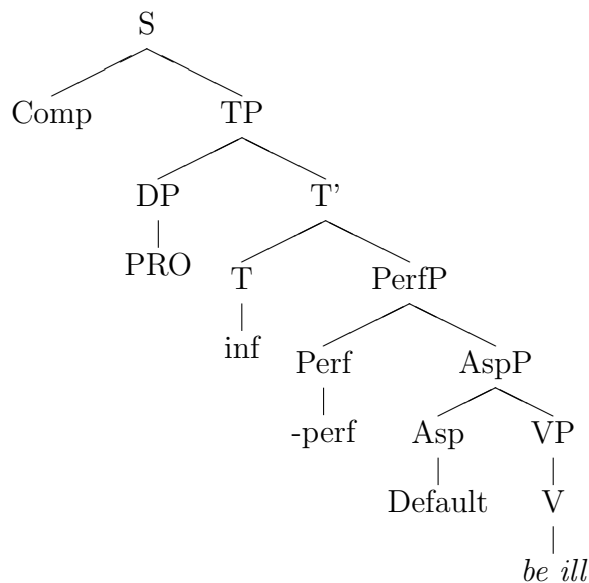 S
Comp TP
DP T'
PRO T PerfP
inf Perf AspP
-perf Asp VP
Default V
be ill